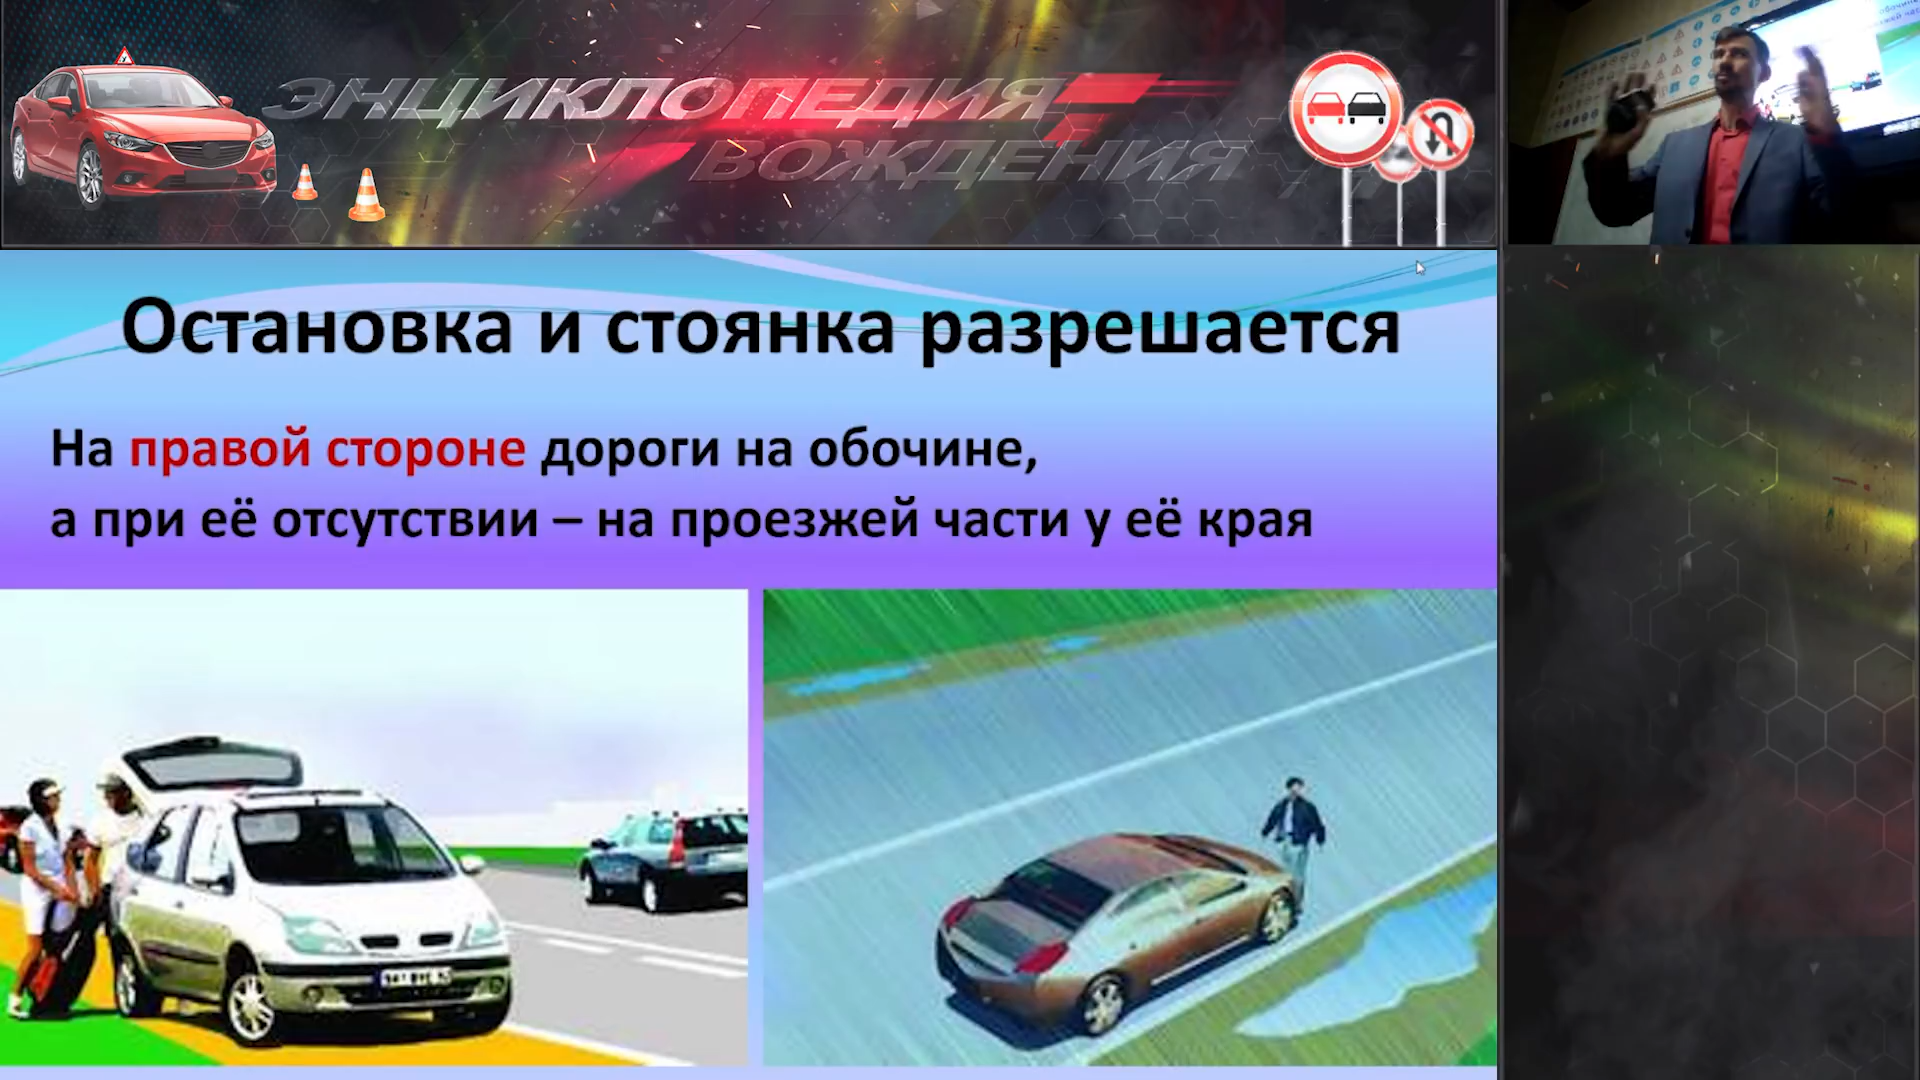 ЭНЦИКЛОПЕДИЯ
ВОЖДЕНИЯ
Остановка и стоянка разрешается
На правой стороне дороги на обочине,
а при её отсутствии – на проезжей части у её края